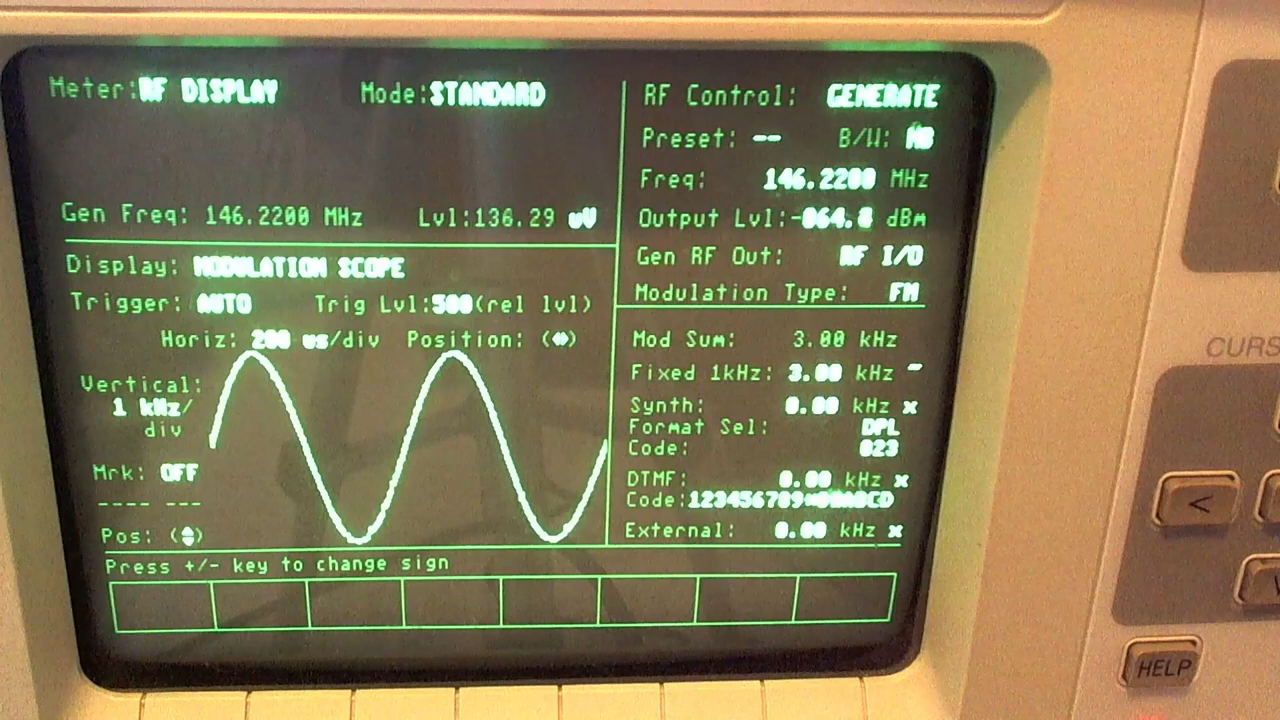 Meter:RF DISPLAY Mode:STANDARD
Gen Freq: 146.2200 MHz Lvl:136.29 uV
Display: MODULATION SCOPE
Trigger: AUTO Trig Lvl:500(rel lvl)
Horiz: 200 us/div Position: (⬌)
Vertical:
1 kHz/
div
Mrk: OFF
---- ---
Pos: (⬍)
RF Control: GENERATE
Preset: -- B/W:
Freq: 146.2200 MHz
Output Lvl:-064.8 dBm
Gen RF Out: RF I/O
Modulation Type: FM
Mod Sum: 3.00 kHz
Fixed 1kHz: 3.00 kHz ~
Synth: 0.00 kHz x
Format Sel: DPL
Code: 023
DTMF: 0.00 kHz x
Code:123456789*0#ABCD
External: 0.00 kHz x
Press +/- key to change sign
CURS
<
HELP